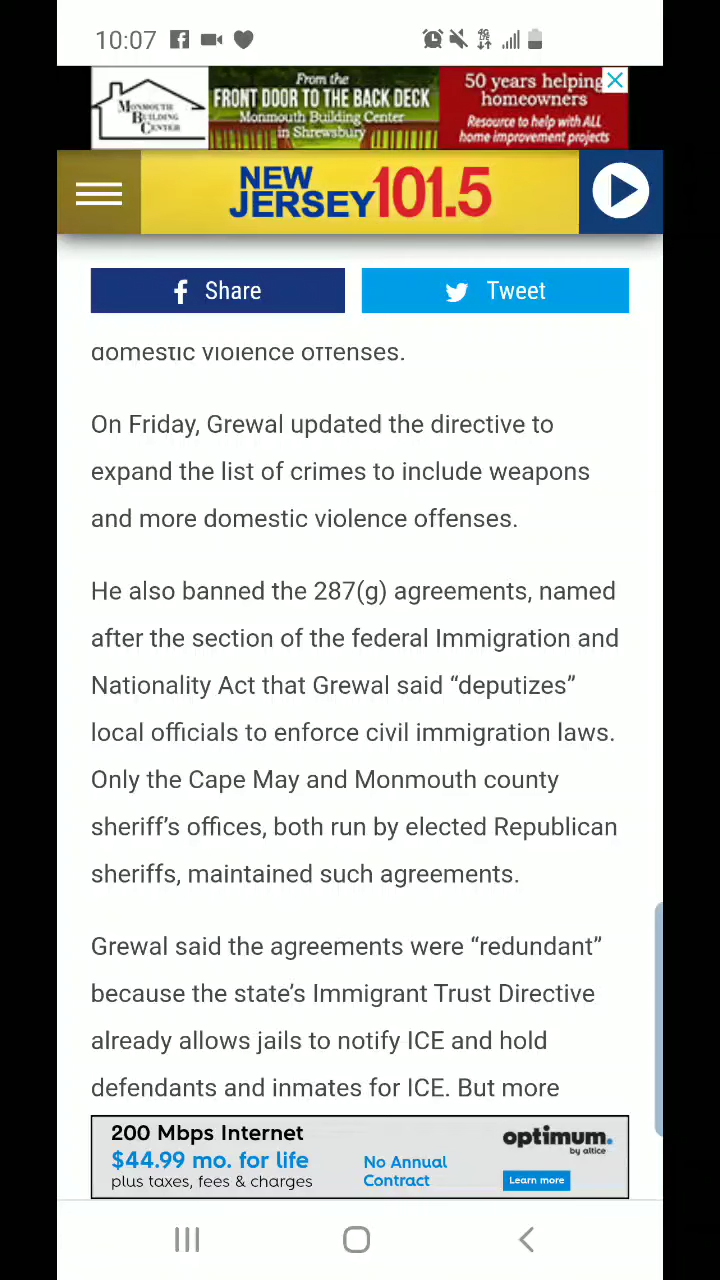 10:07
MONMOUTH
BUILDING
CENTER
From the
FRONT DOOR TO THE BACK DECK
Monmouth Building Center
in Shrewsbury
50 years helping
homeowners
Resource to help with ALL
home improvement projects
NEW
JERSEY 101.5
f Share
Tweet
domestic violence offenses.
On Friday, Grewal updated the directive to
expand the list of crimes to include weapons
and more domestic violence offenses.
He also banned the 287(g) agreements, named
after the section of the federal Immigration and
Nationality Act that Grewal said “deputizes”
local officials to enforce civil immigration laws.
Only the Cape May and Monmouth county
sheriff’s offices, both run by elected Republican
sheriffs, maintained such agreements.
Grewal said the agreements were “redundant”
because the state’s Immigrant Trust Directive
already allows jails to notify ICE and hold
defendants and inmates for ICE. But more
200 Mbps Internet
$44.99 mo. for life
plus taxes, fees & charges
No Annual
Contract
optimum.
by altice
Learn more